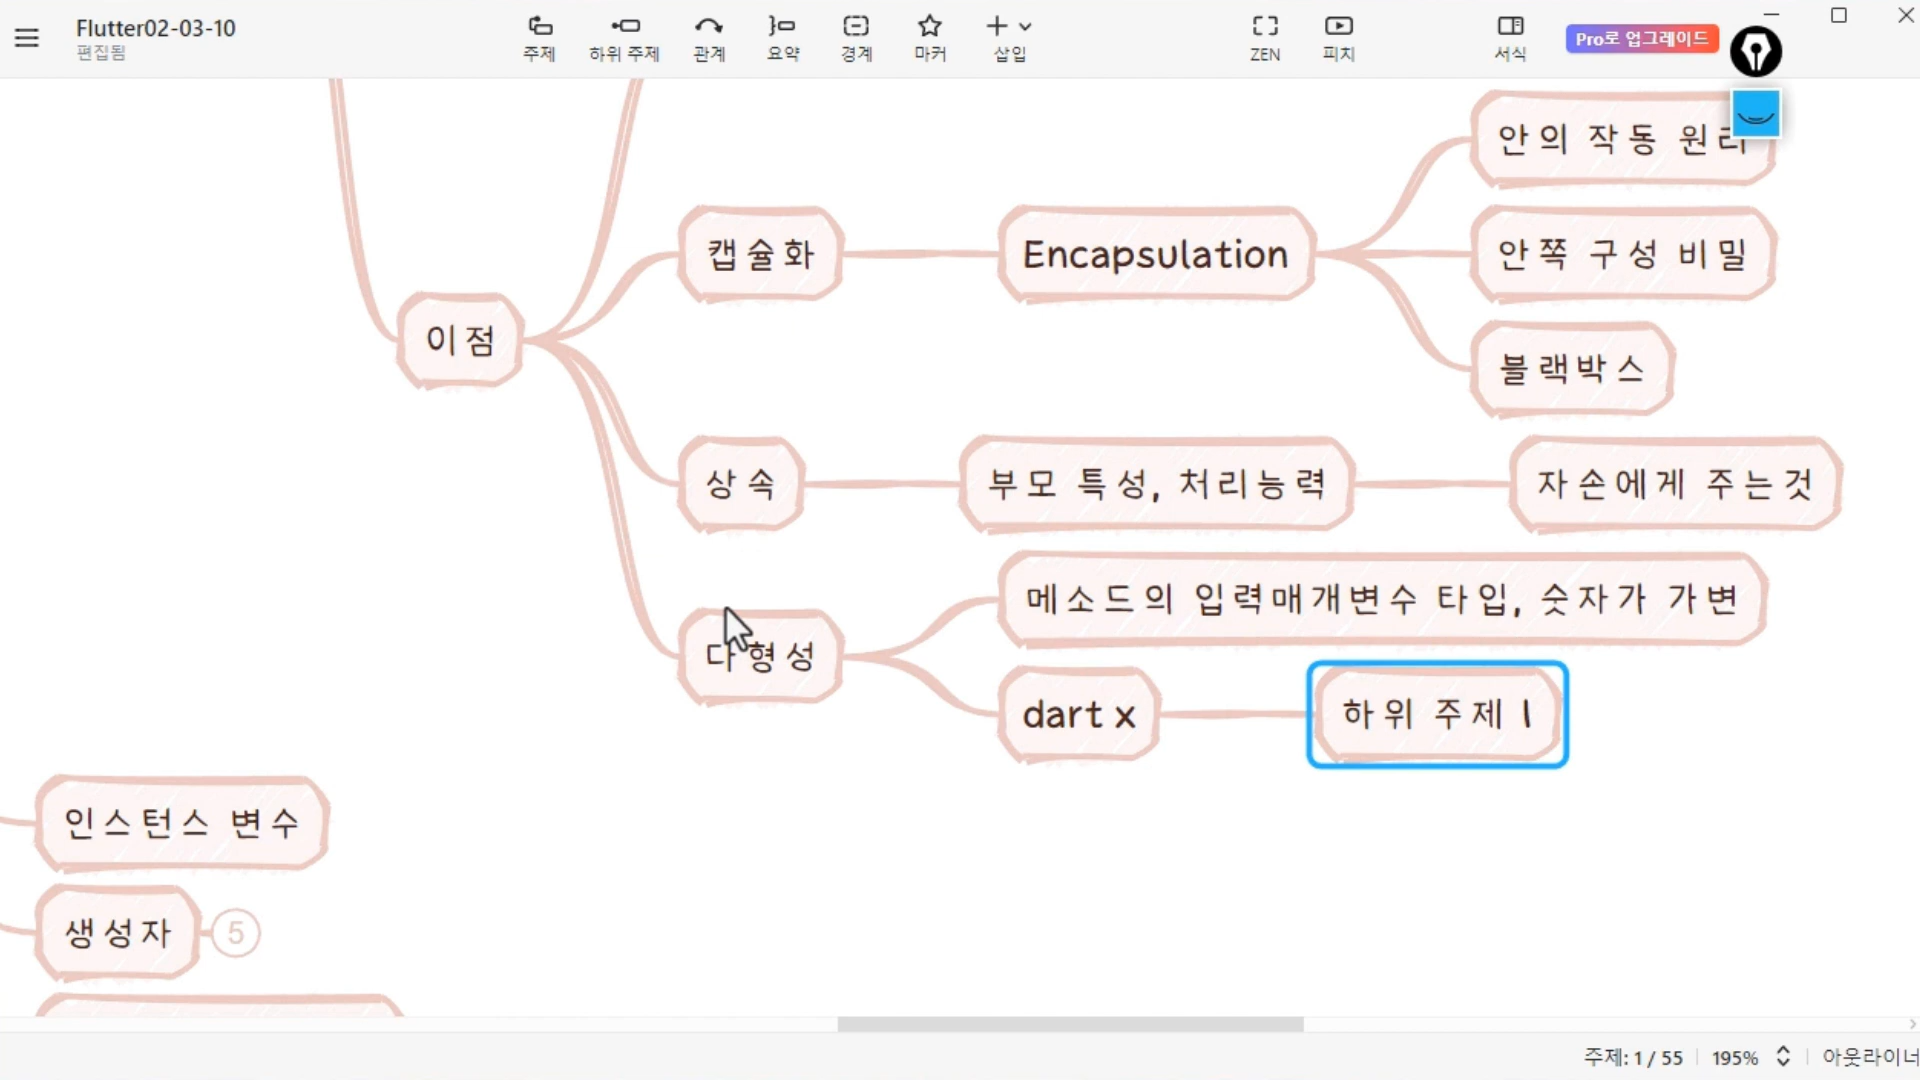 Flutter02-03-10
편집됨
주제
하위 주제
관계
요약
경계
마커
삽입
ZEN
피치
서식
Pro로 업그레이드
안의 작동 원리
캡슐화
Encapsulation
안쪽 구성 비밀
이점
블랙박스
상속
부모 특성, 처리능력
자손에게 주는것
메소드의 입력매개변수 타입, 숫자가 가변
다형성
dart x
하위 주제 1
인스턴스 변수
생성자
5
주제: 1 / 55
195%
아웃라이너